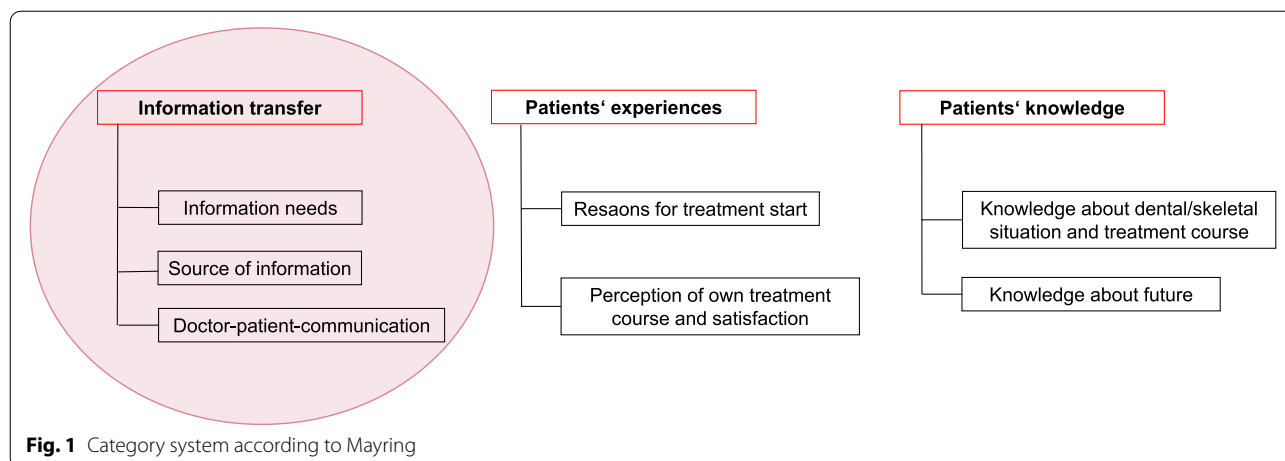 Information transfer
Information needs
Source of information
Doctor-patient-communication
Patients‘ experiences
Resaons for treatment start
Perception of own treatment
course and satisfaction
Patients‘ knowledge
Knowledge about dental/skeletal
situation and treatment course
Knowledge about future
Fig. 1 Category system according to Mayring